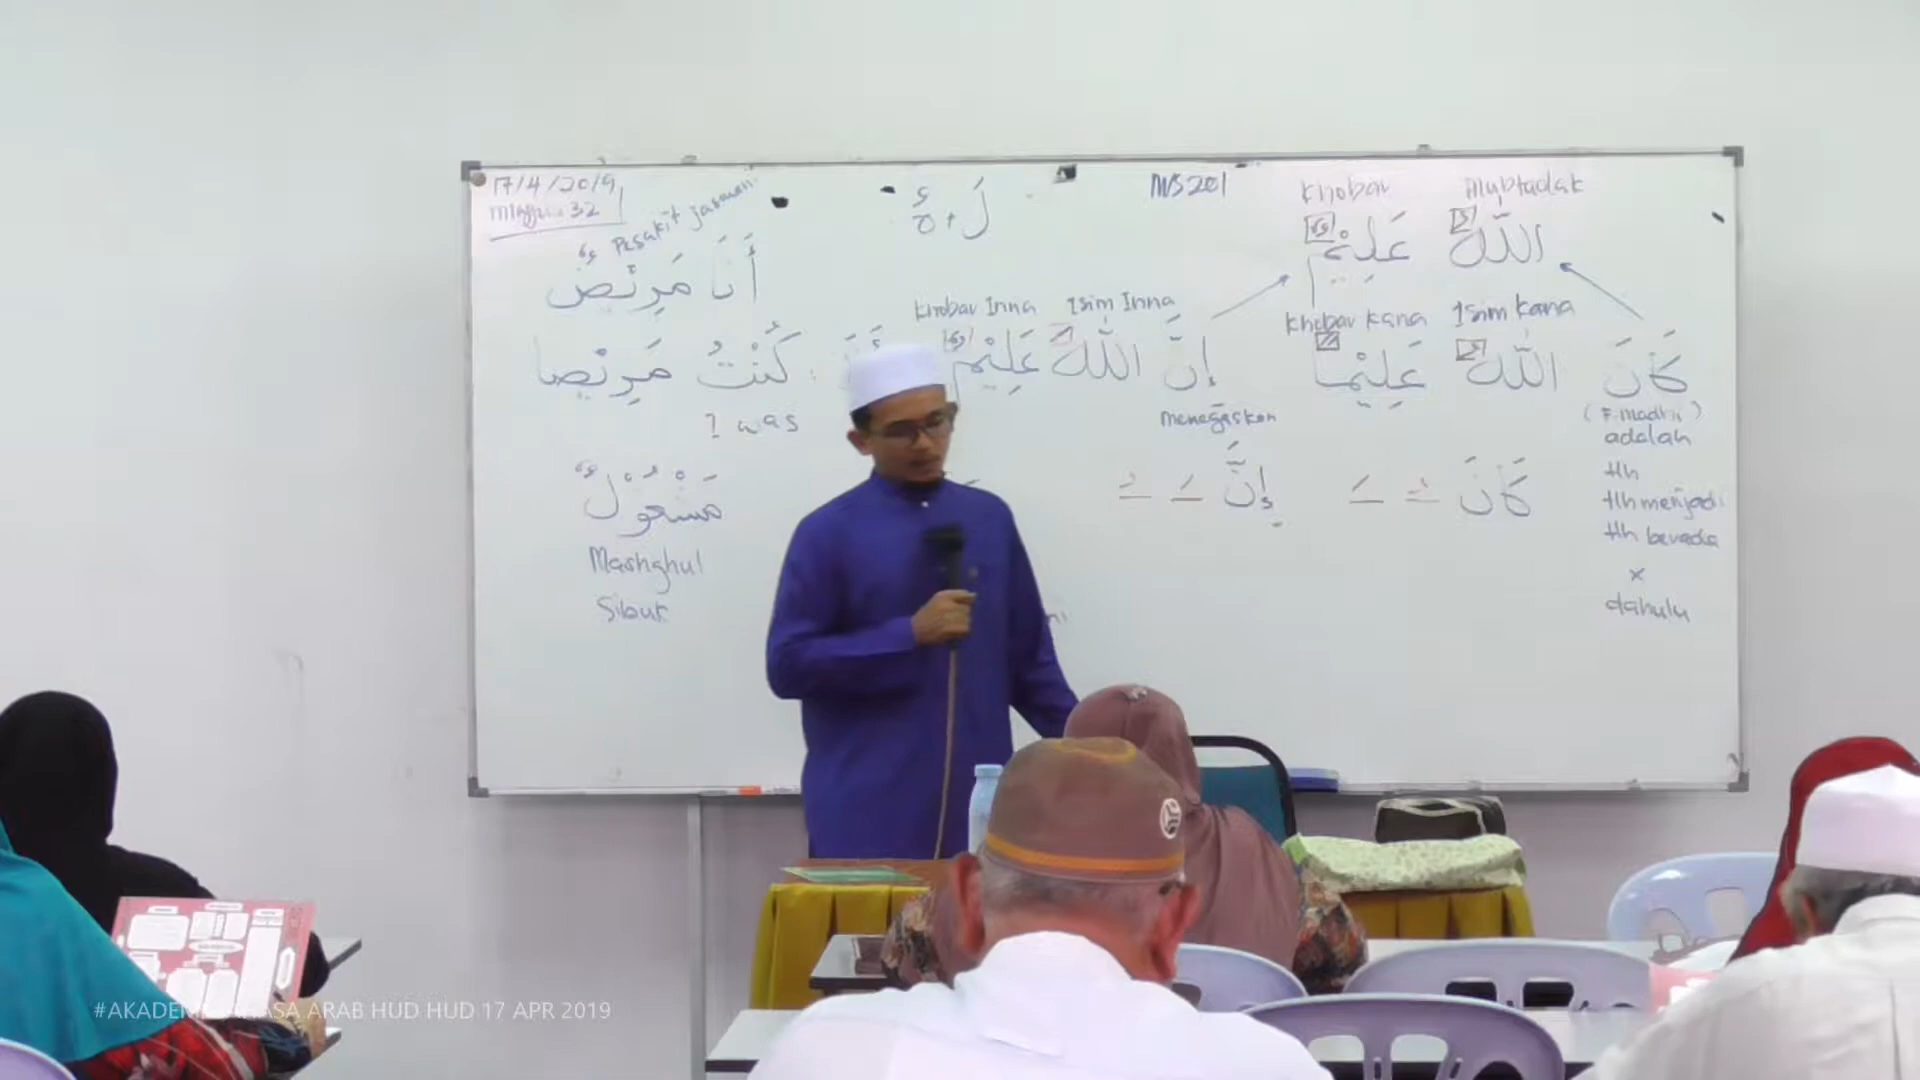 17/4/2019
Minggu 32
Pesakit jasmani
أَنَا مَرِيْضٌ
كُنْتُ مَرِيْضًا
I was
مَشْغُوْلٌ
Mashghul
Sibuk
MS 201
Khobar Mubtadak
اللّٰهُ عَلِيْمٌ
Khobar Inna Isim Inna
إِنَّ اللّٰهَ عَلِيْمٌ
menegaskan
إِنَّ
Khobar kana Isim kana
كَانَ اللّٰهُ عَلِيْمًا
(F. madhi)
adalah
tlh
tlh menjadi
tlh berada
x
dahulu
كَانَ
#AKADEMI BAHASA ARAB HUD HUD 17 APR 2019